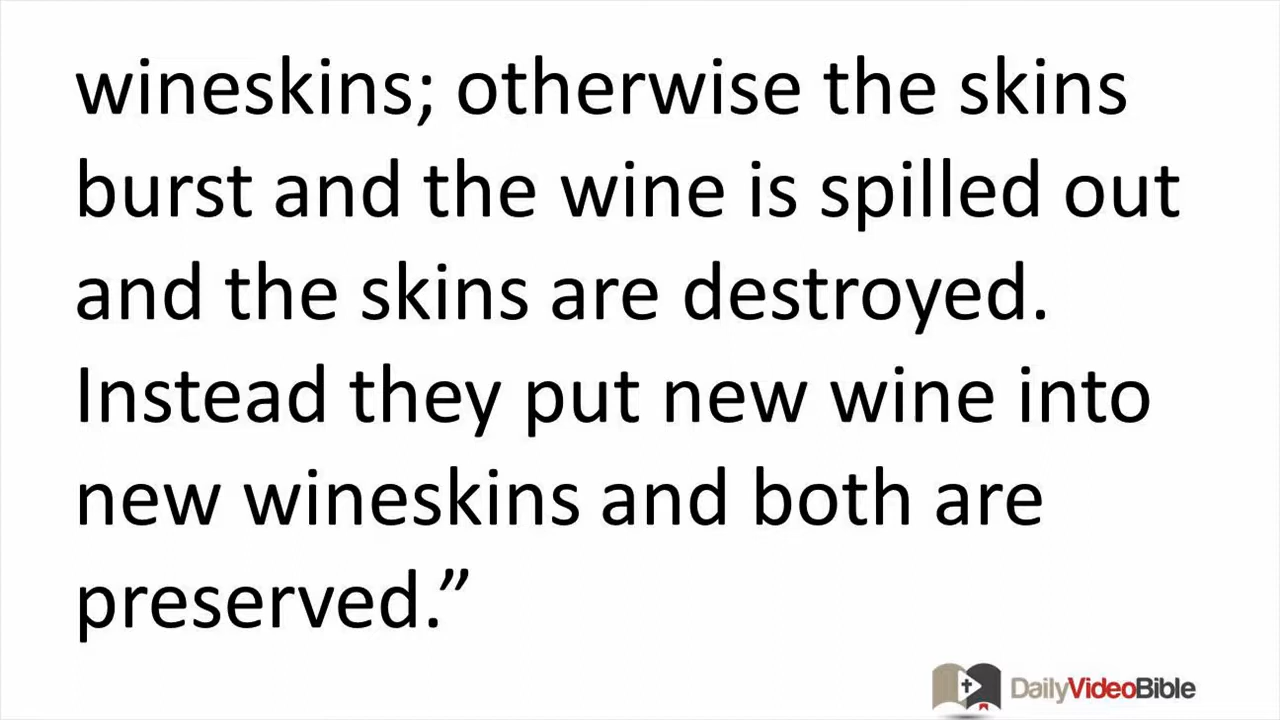 wineskins; otherwise the skins
burst and the wine is spilled out
and the skins are destroyed.
Instead they put new wine into
new wineskins and both are
preserved.”
DailyVideoBible